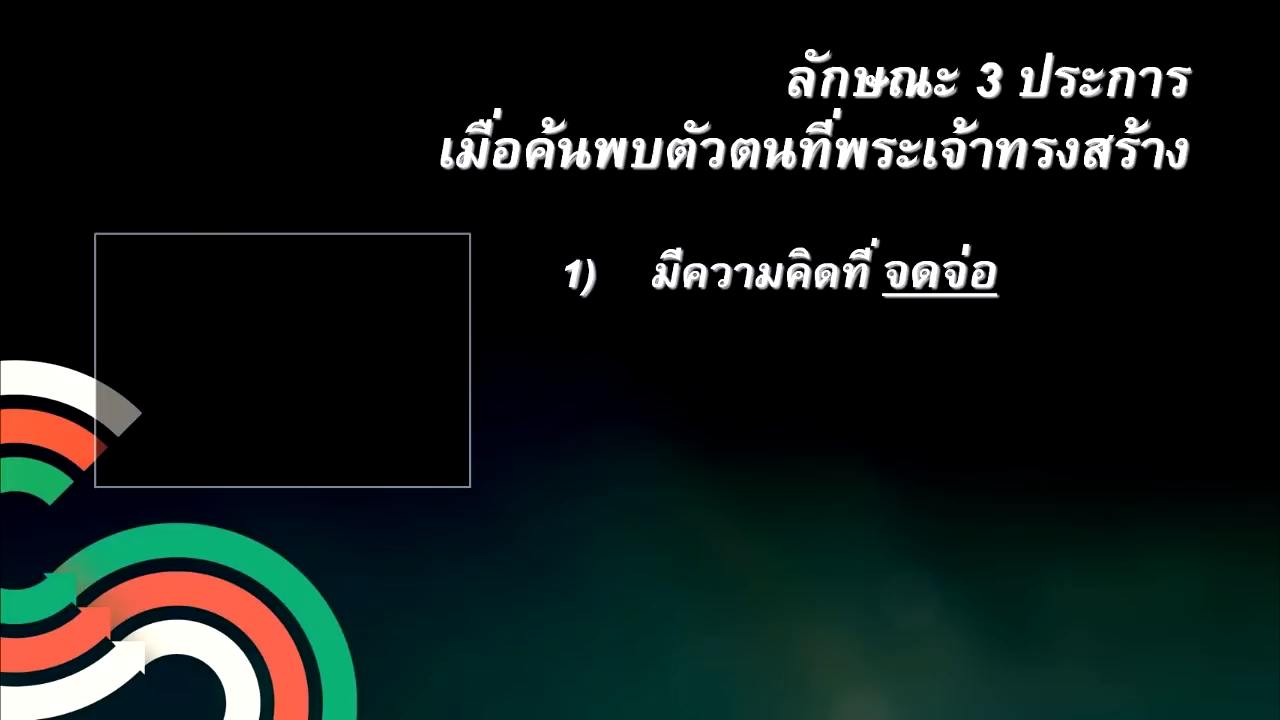 ลักษณะ 3 ประการ
เมื่อค้นพบตัวตนที่พระเจ้าทรงสร้าง
1) มีความคิดที่ จดจ่อ